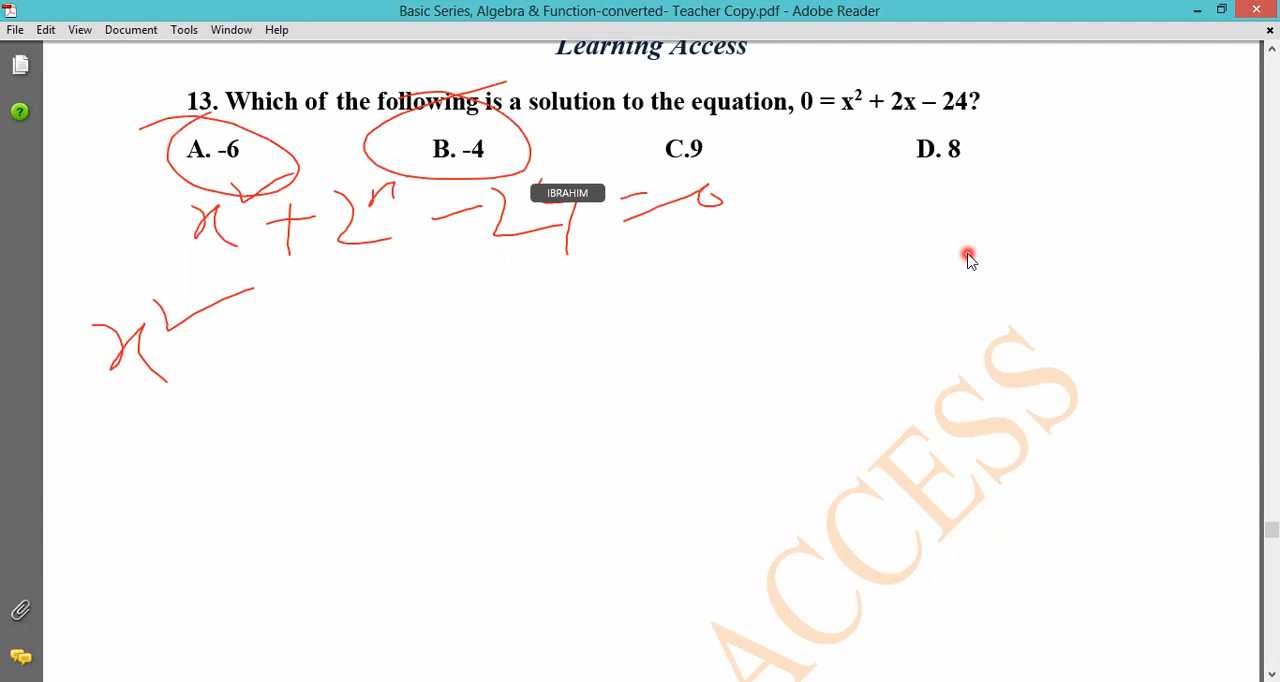 Basic Series, Algebra & Function-converted- Teacher Copy.pdf - Adobe Reader
File Edit View Document Tools Window Help
Learning Access
13. Which of the following is a solution to the equation, 0 = x² + 2x – 24?
A. -6 B. -4 C.9 D. 8
IBRAHIM
x² + 2x - 24 = 0
x²
ACCESS